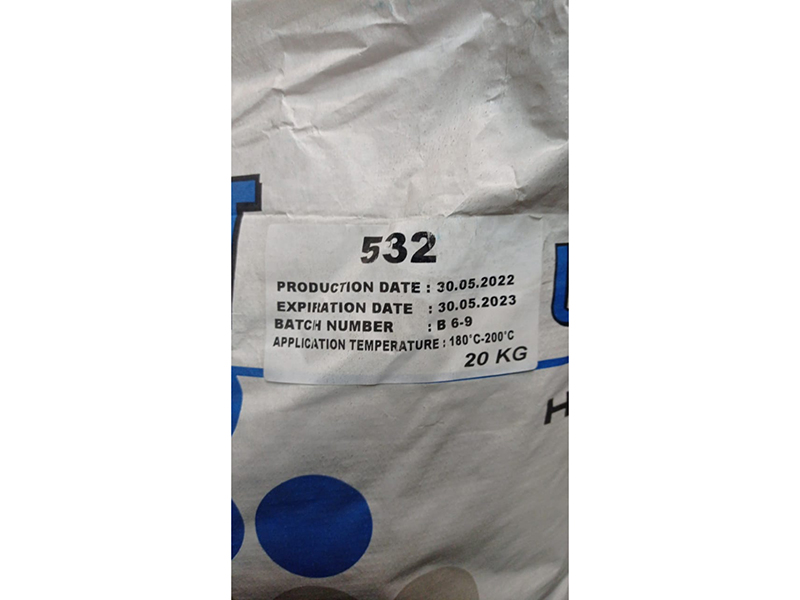 532
PRODUCTION DATE : 30.05.2022
EXPIRATION DATE : 30.05.2023
BATCH NUMBER : B 6-9
APPLICATION TEMPERATURE : 180°C-200°C
20 KG
H